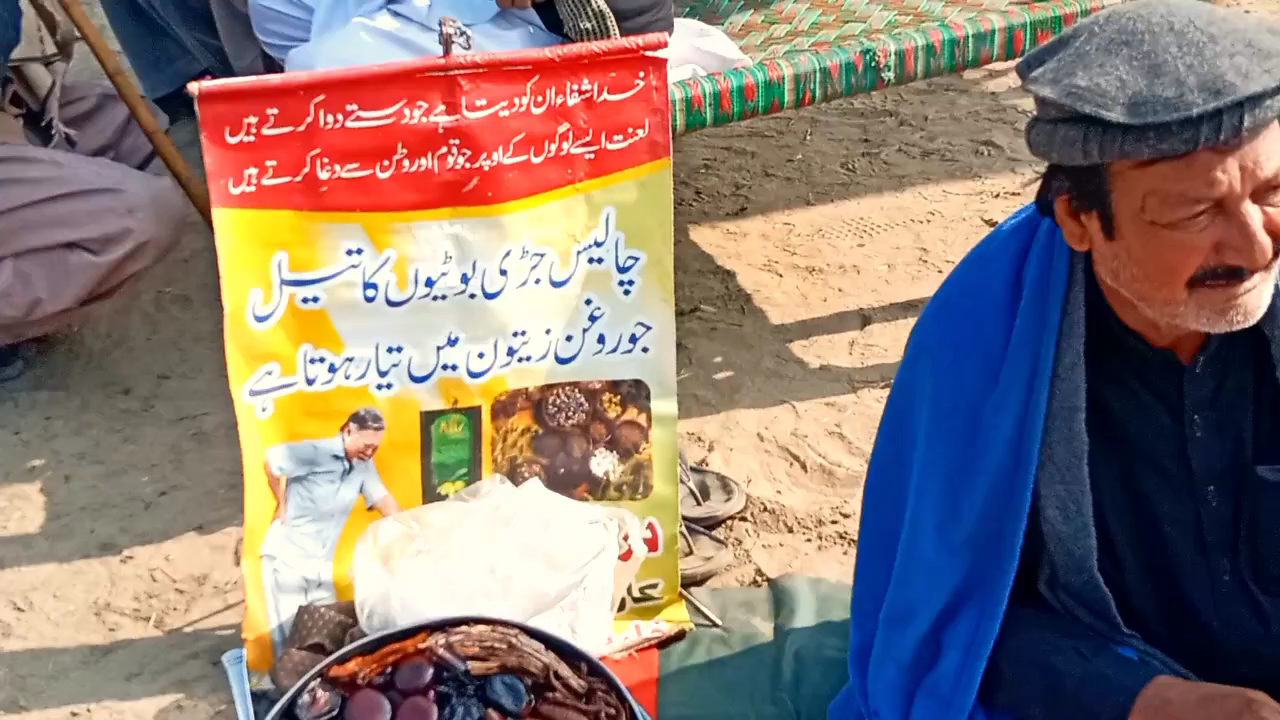 خدا شفاء ان کو دیتا ہے جو دستے دوا کرتے ہیں
لعنت ایسے لوگوں کے اوپر جو قوم اور وطن سے دغا کرتے ہیں
چالیس جڑی بوٹیوں کا تیل
جو روغن زیتون میں تیار ہوتا ہے